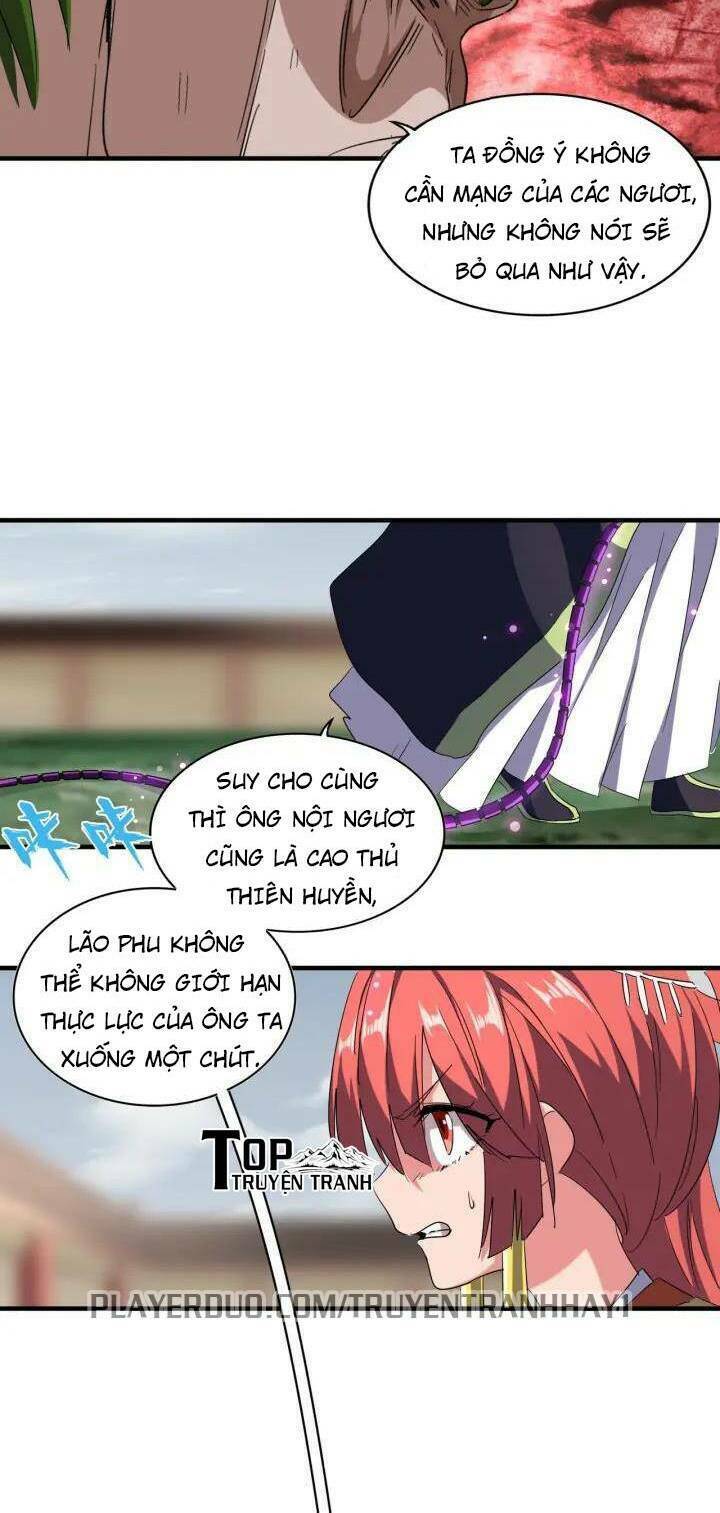 TA ĐỒNG Ý KHÔNG
CẦN MẠNG CỦA CÁC NGƯƠI,
NHƯNG KHÔNG NÓI SẼ
BỎ QUA NHƯ VẬY.
SUY CHO CÙNG
THÌ ÔNG NỘI NGƯƠI
CŨNG LÀ CAO THỦ
THIÊN HUYỀN,
咔 咔
LÃO PHU KHÔNG
THỂ KHÔNG GIỚI HẠN
THỰC LỰC CỦA ÔNG TA
XUỐNG MỘT CHÚT.
TOP
TRUYỆN TRANH
PLAYERDUO.COM/TRUYENTRANHHAY1